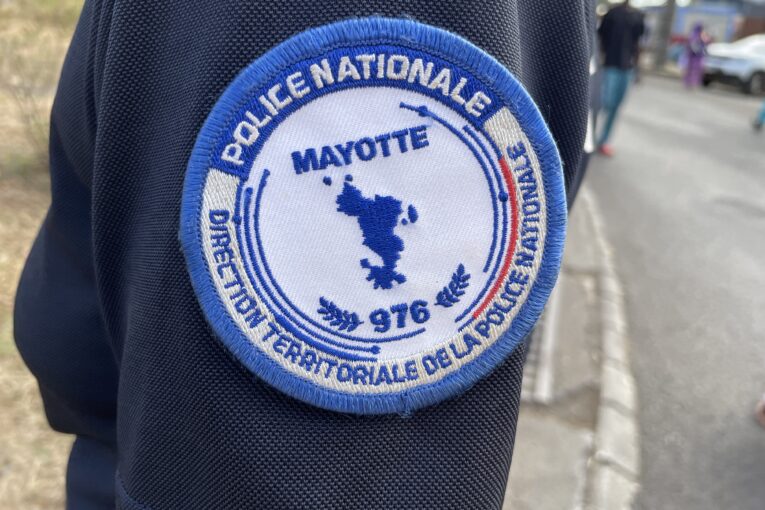 POLICE NATIONALE
MAYOTTE
976
DIRECTION TERRITORIALE DE LA POLICE NATIONALE